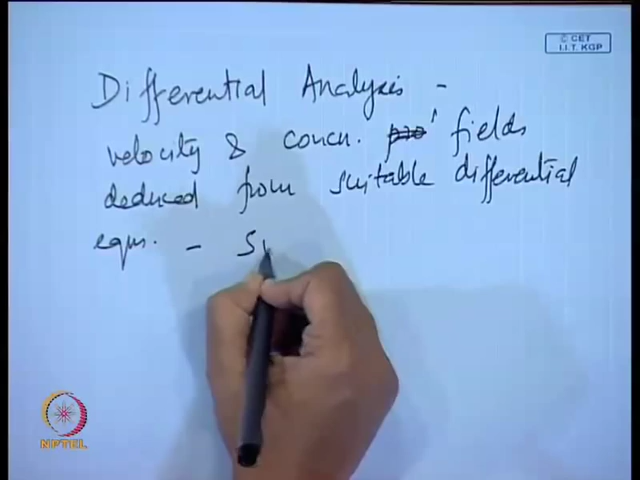 © CET
I.I.T. KGP
Differential Analysis -
velocity & concn. fields
deduced from suitable differential
eqns. -
NPTEL